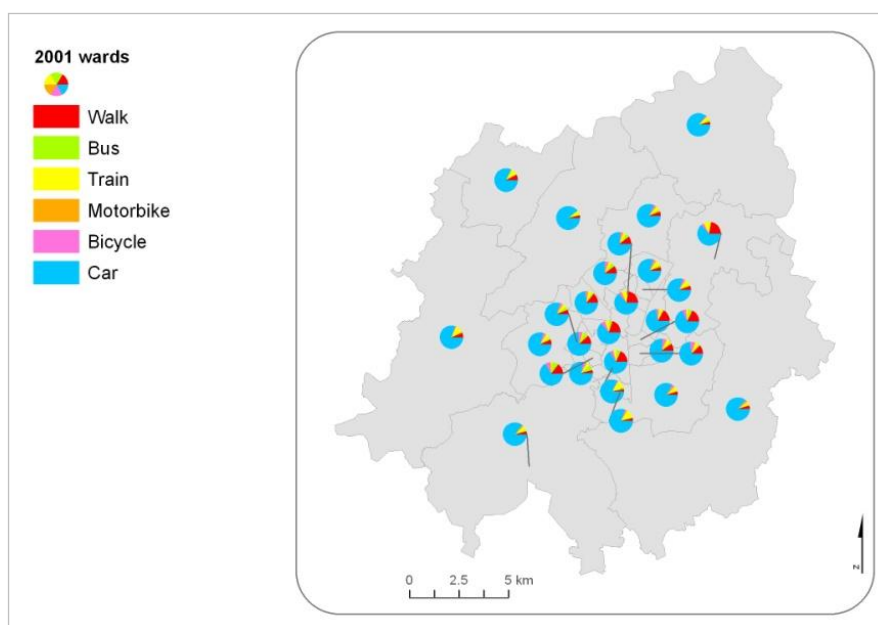 2001 wards
Walk
Bus
Train
Motorbike
Bicycle
Car
0 2.5 5 km
N